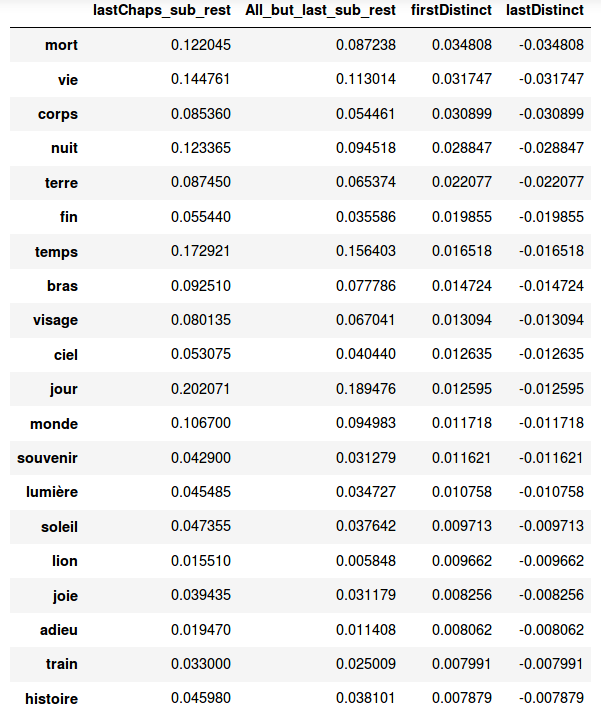 lastChaps_sub_rest All_but_last_sub_rest firstDistinct lastDistinct
mort 0.122045 0.087238 0.034808 -0.034808
vie 0.144761 0.113014 0.031747 -0.031747
corps 0.085360 0.054461 0.030899 -0.030899
nuit 0.123365 0.094518 0.028847 -0.028847
terre 0.087450 0.065374 0.022077 -0.022077
fin 0.055440 0.035586 0.019855 -0.019855
temps 0.172921 0.156403 0.016518 -0.016518
bras 0.092510 0.077786 0.014724 -0.014724
visage 0.080135 0.067041 0.013094 -0.013094
ciel 0.053075 0.040440 0.012635 -0.012635
jour 0.202071 0.189476 0.012595 -0.012595
monde 0.106700 0.094983 0.011718 -0.011718
souvenir 0.042900 0.031279 0.011621 -0.011621
lumière 0.045485 0.034727 0.010758 -0.010758
soleil 0.047355 0.037642 0.009713 -0.009713
lion 0.015510 0.005848 0.009662 -0.009662
joie 0.039435 0.031179 0.008256 -0.008256
adieu 0.019470 0.011408 0.008062 -0.008062
train 0.033000 0.025009 0.007991 -0.007991
histoire 0.045980 0.038101 0.007879 -0.007879